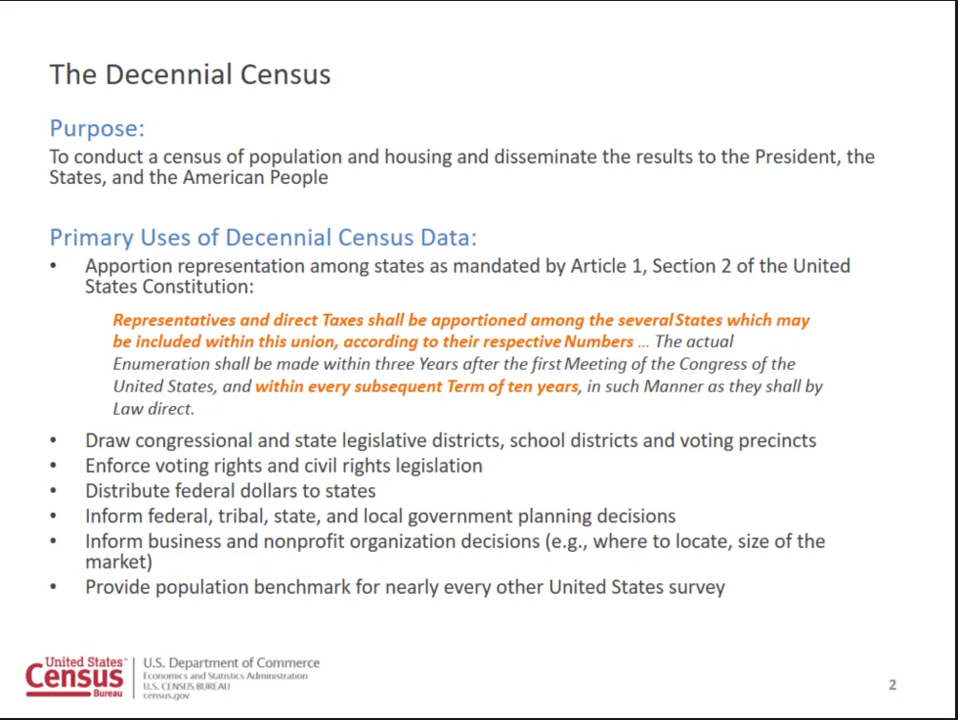 The Decennial Census
Purpose:
To conduct a census of population and housing and disseminate the results to the President, the
States, and the American People
Primary Uses of Decennial Census Data:
• Apportion representation among states as mandated by Article 1, Section 2 of the United
States Constitution:
Representatives and direct Taxes shall be apportioned among the several States which may
be included within this union, according to their respective Numbers ... The actual
Enumeration shall be made within three Years after the first Meeting of the Congress of the
United States, and within every subsequent Term of ten years, in such Manner as they shall by
Law direct.
• Draw congressional and state legislative districts, school districts and voting precincts
• Enforce voting rights and civil rights legislation
• Distribute federal dollars to states
• Inform federal, tribal, state, and local government planning decisions
• Inform business and nonprofit organization decisions (e.g., where to locate, size of the
market)
• Provide population benchmark for nearly every other United States survey
United States™
Census
Bureau
U.S. Department of Commerce
Economics and Statistics Administration
U.S. CENSUS BUREAU
census.gov
2